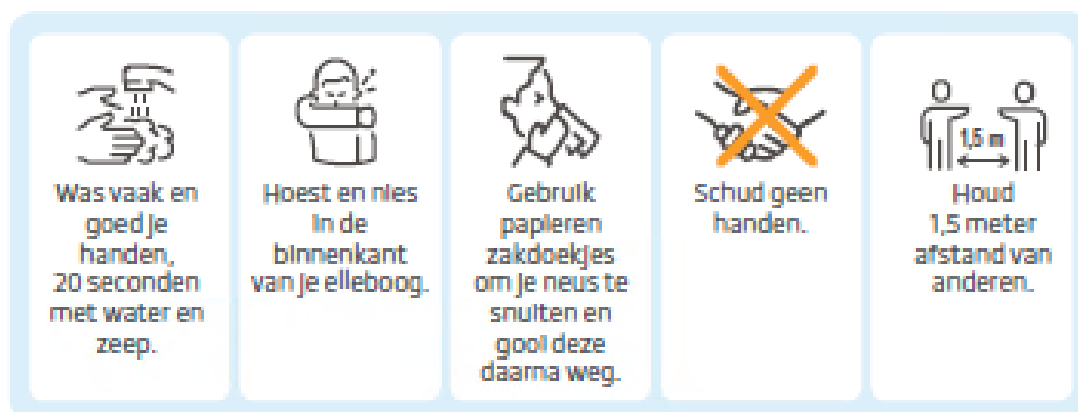 Was vaak en
goed je
handen,
20 seconden
met water en
zeep.
Hoest en nies
in de
binnenkant
van je elleboog.
Gebruik
papieren
zakdoekjes
om je neus te
snuiten en
gooi deze
daarna weg.
Schud geen
handen.
1,5 m
Houd
1,5 meter
afstand van
anderen.